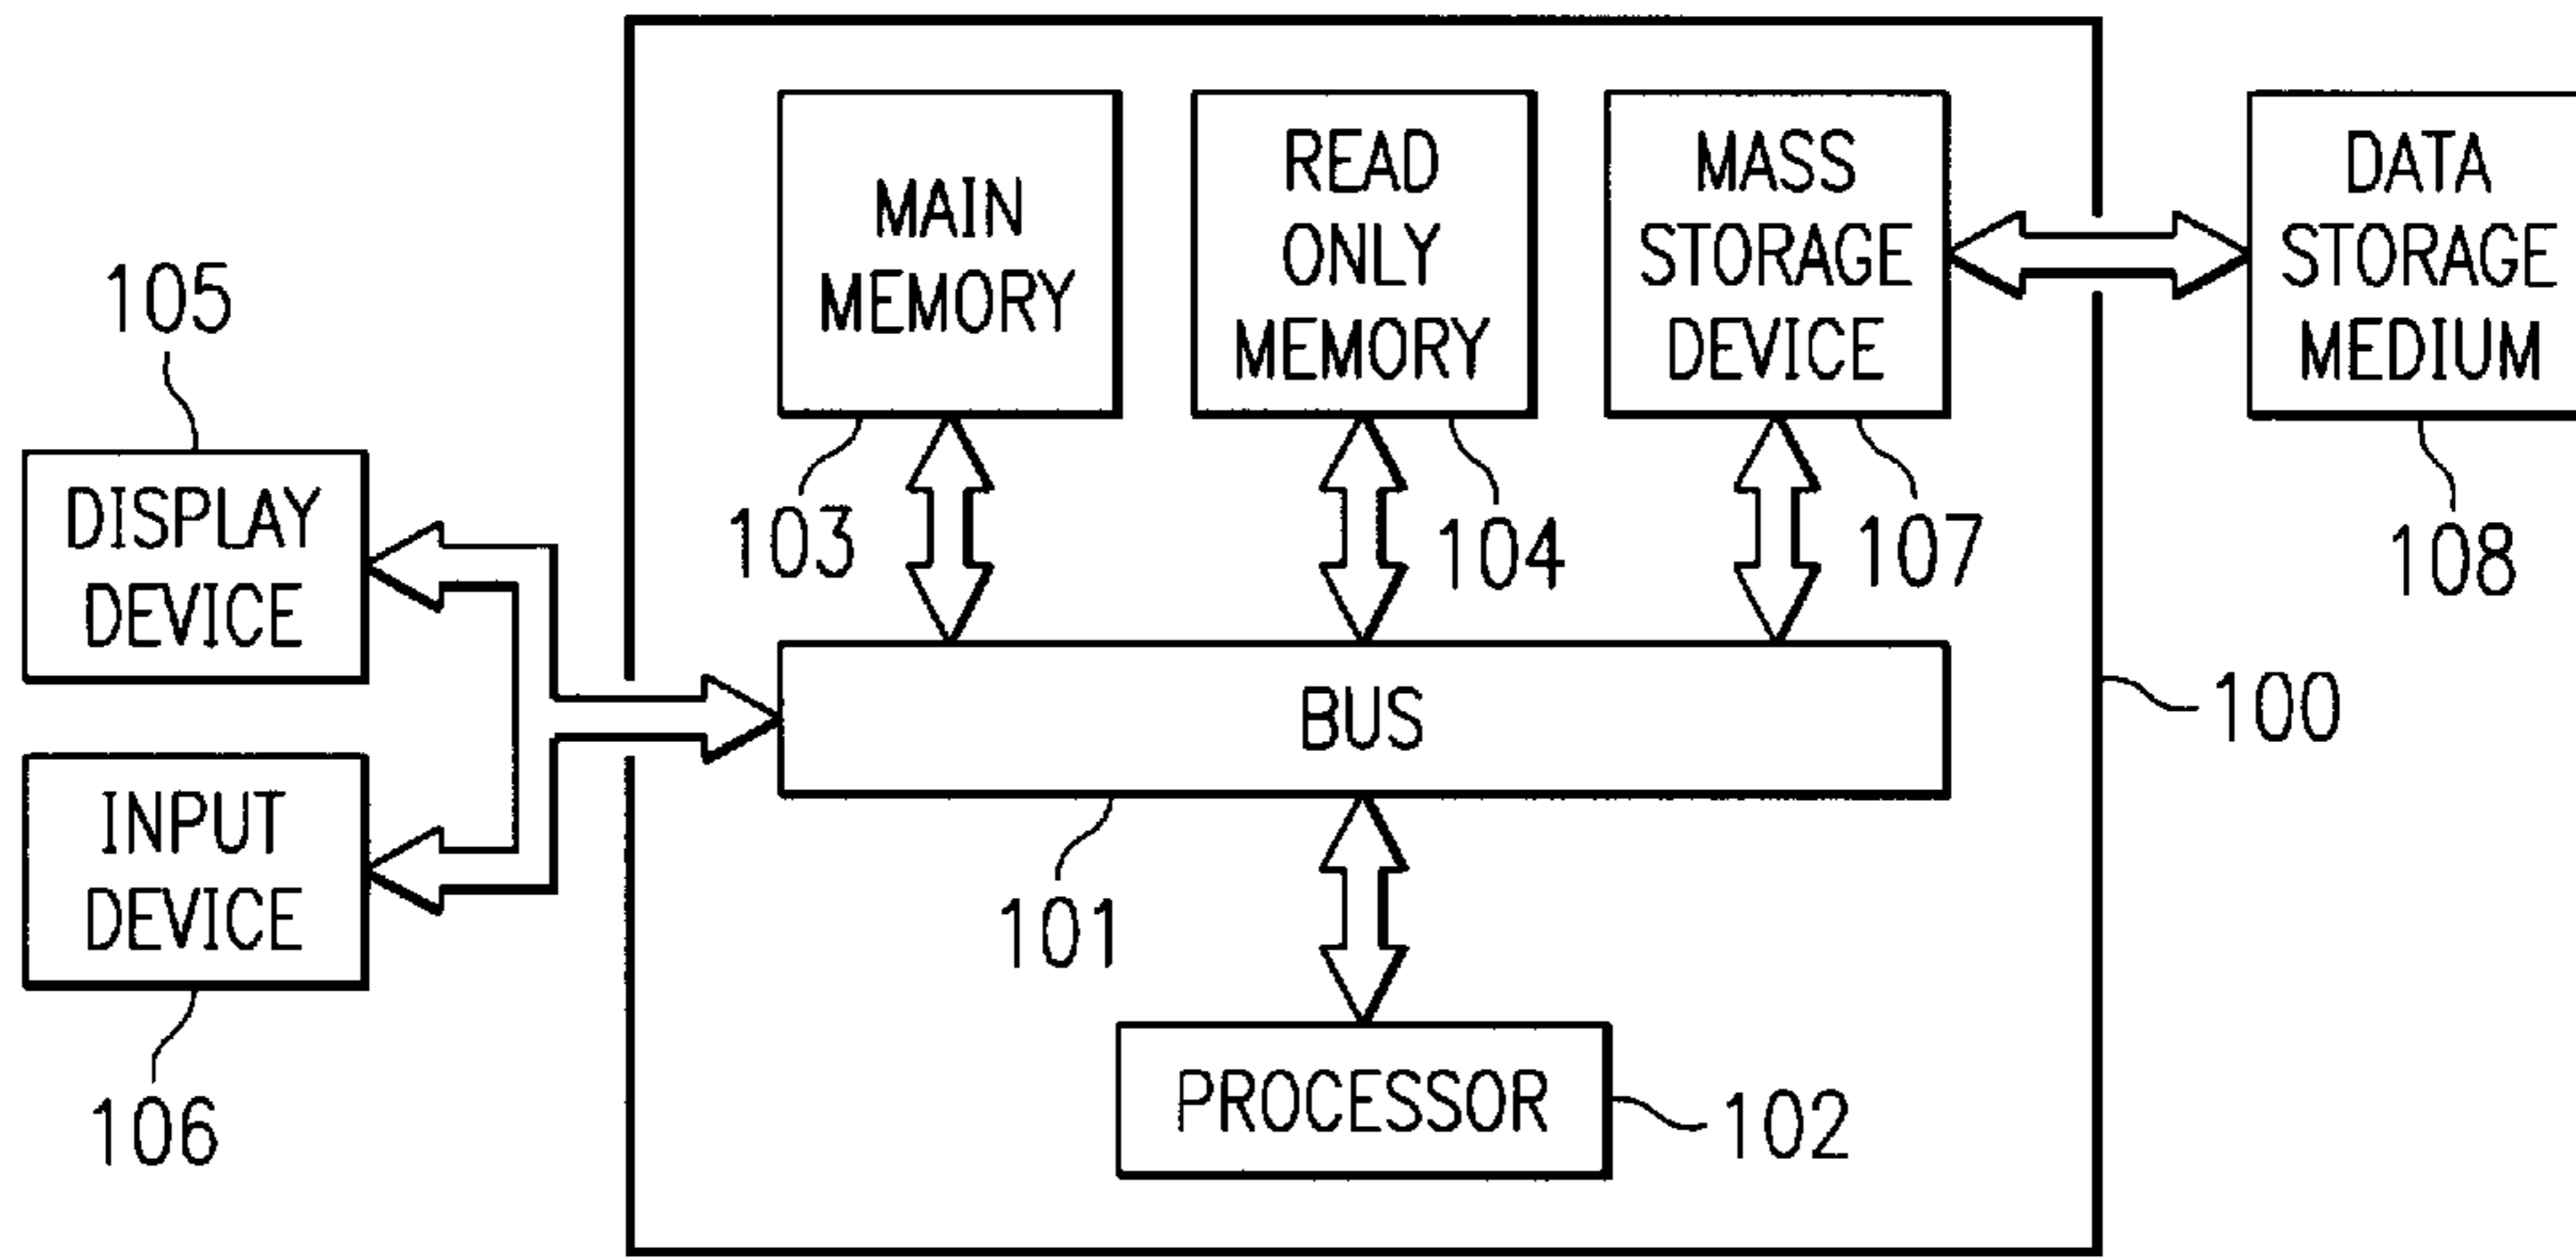 MAIN
MEMORY
103
READ
ONLY
MEMORY
104
MASS
STORAGE
DEVICE
107
DATA
STORAGE
MEDIUM
108
105
DISPLAY
DEVICE
INPUT
DEVICE
106
BUS
101
100
PROCESSOR
102